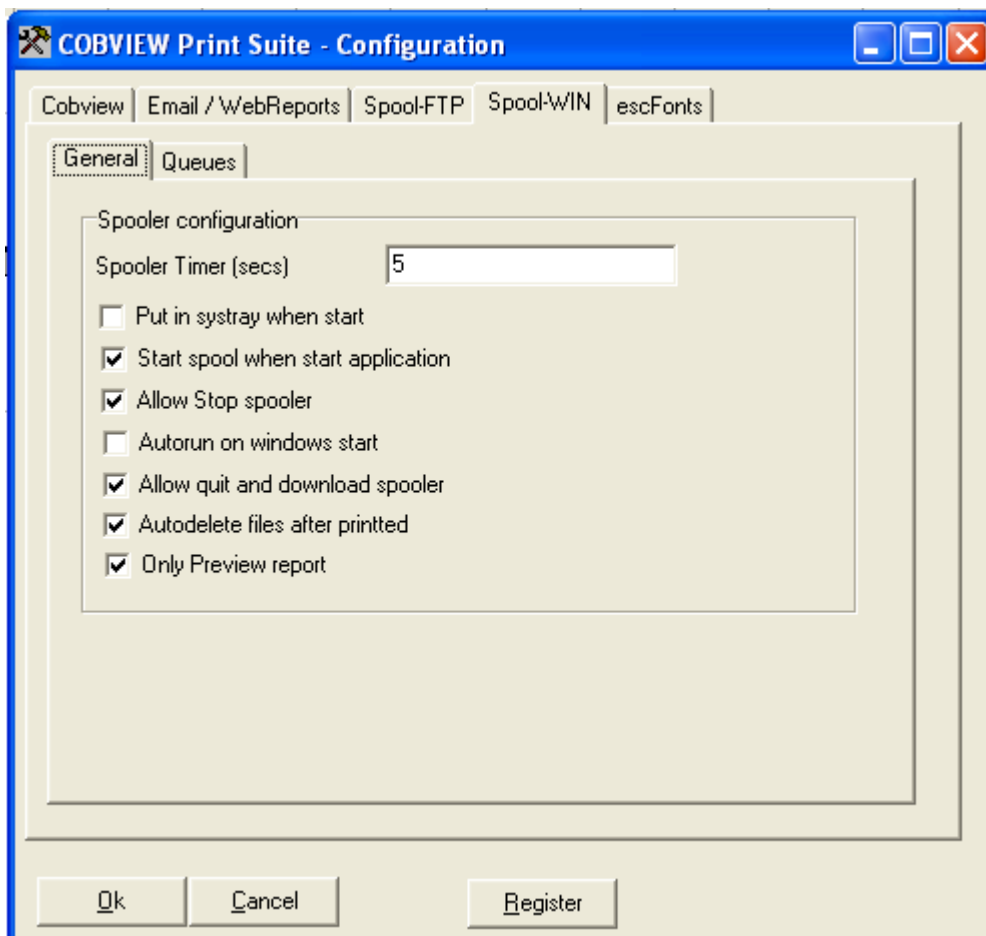 COBVIEW Print Suite - Configuration
Cobview Email / WebReports Spool-FTP Spool-WIN escFonts
General Queues
Spooler configuration
Spooler Timer (secs) 5
Put in systray when start
Start spool when start application
Allow Stop spooler
Autorun on windows start
Allow quit and download spooler
Autodelete files after printted
Only Preview report
Ok Cancel Register